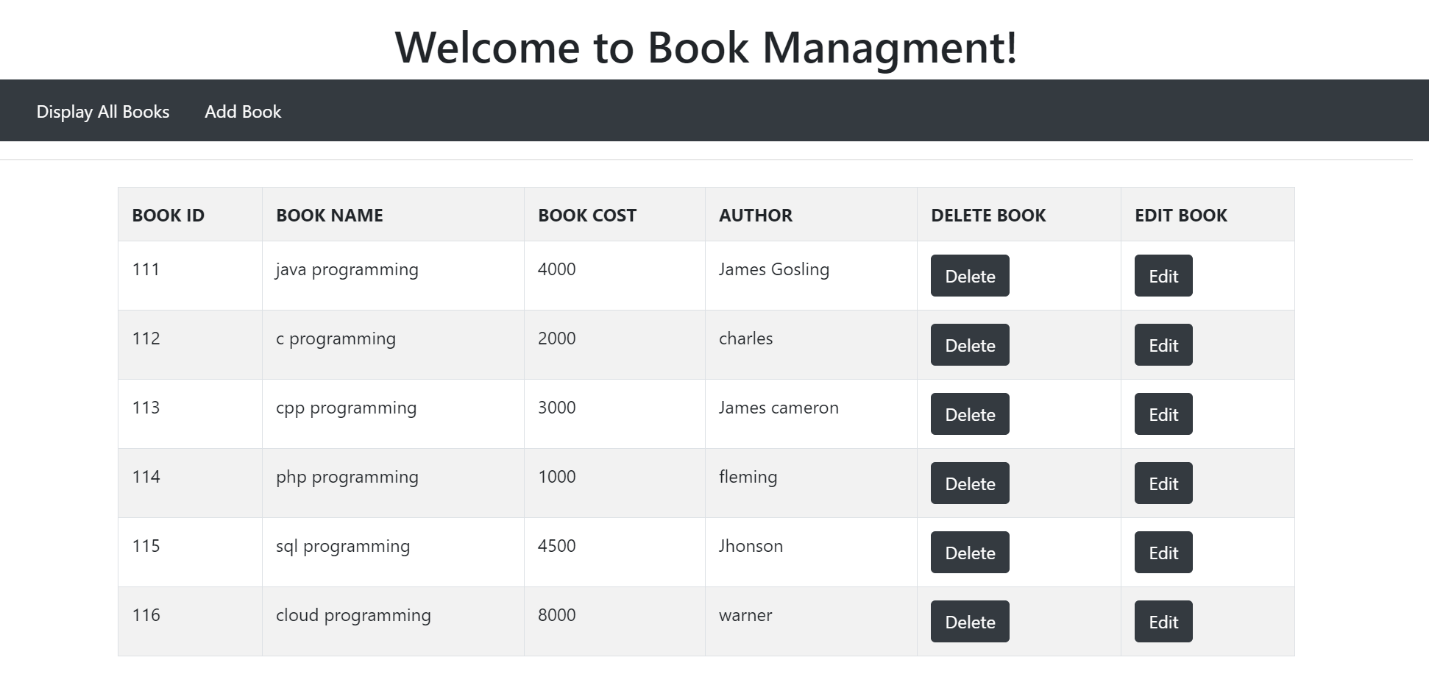 Welcome to Book Managment!
Display All Books Add Book
BOOK ID BOOK NAME BOOK COST AUTHOR DELETE BOOK EDIT BOOK
111 java programming 4000 James Gosling Delete Edit
112 c programming 2000 charles Delete Edit
113 cpp programming 3000 James cameron Delete Edit
114 php programming 1000 fleming Delete Edit
115 sql programming 4500 Jhonson Delete Edit
116 cloud programming 8000 warner Delete Edit